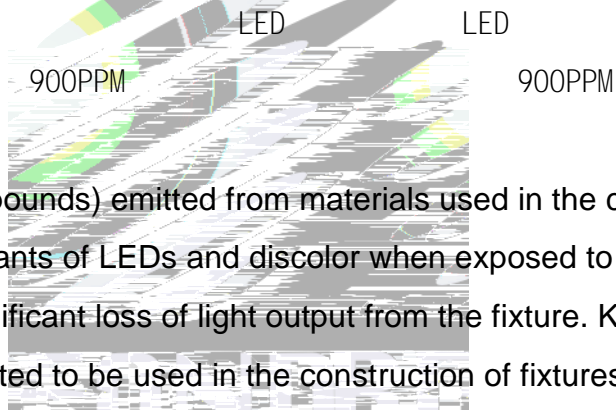 LED LED
900PPM 900PPM
ounds) emitted from materials used in the c
ants of LEDs and discolor when exposed to
ificant loss of light output from the fixture. K
ted to be used in the construction of fixtures